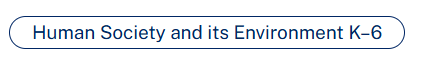 Human Society and its Environment K–6